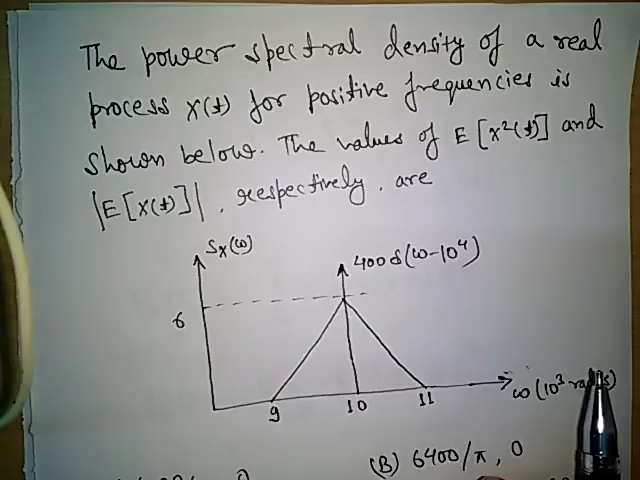 The power spectral density of a real
process X(t) for positive frequencies is
shown below. The values of E[X²(t)] and
|E[X(t)]|, respectively, are
Sx(ω)
400δ(ω-10⁴)
6
9
10
11
ω (10³ rad/s)
(B) 6400/π, 0